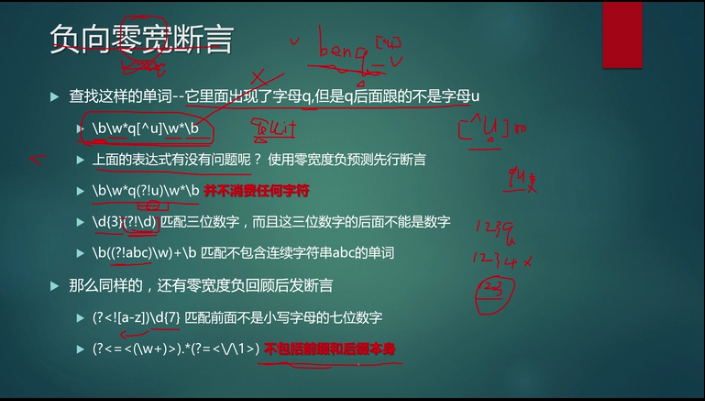 负向零宽断言
benq
查找这样的单词--它里面出现了字母q,但是q后面跟的不是字母u
\b\w*q[^u]\w*\b
[^u]
上面的表达式有没有问题呢？ 使用零宽度负预测先行断言
\b\w*q(?!u)\w*\b 并不消费任何字符
\d{3}(?!\d) 匹配三位数字，而且这三位数字的后面不能是数字
123q
\b((?!abc)\w)+\b 匹配不包含连续字符串abc的单词
1234 x
那么同样的，还有零宽度负回顾后发断言
123
(?<![a-z])\d{7} 匹配前面不是小写字母的七位数字
(?<=<(\w+)>).*(?=<\/\1>) 不包括前缀和后缀本身